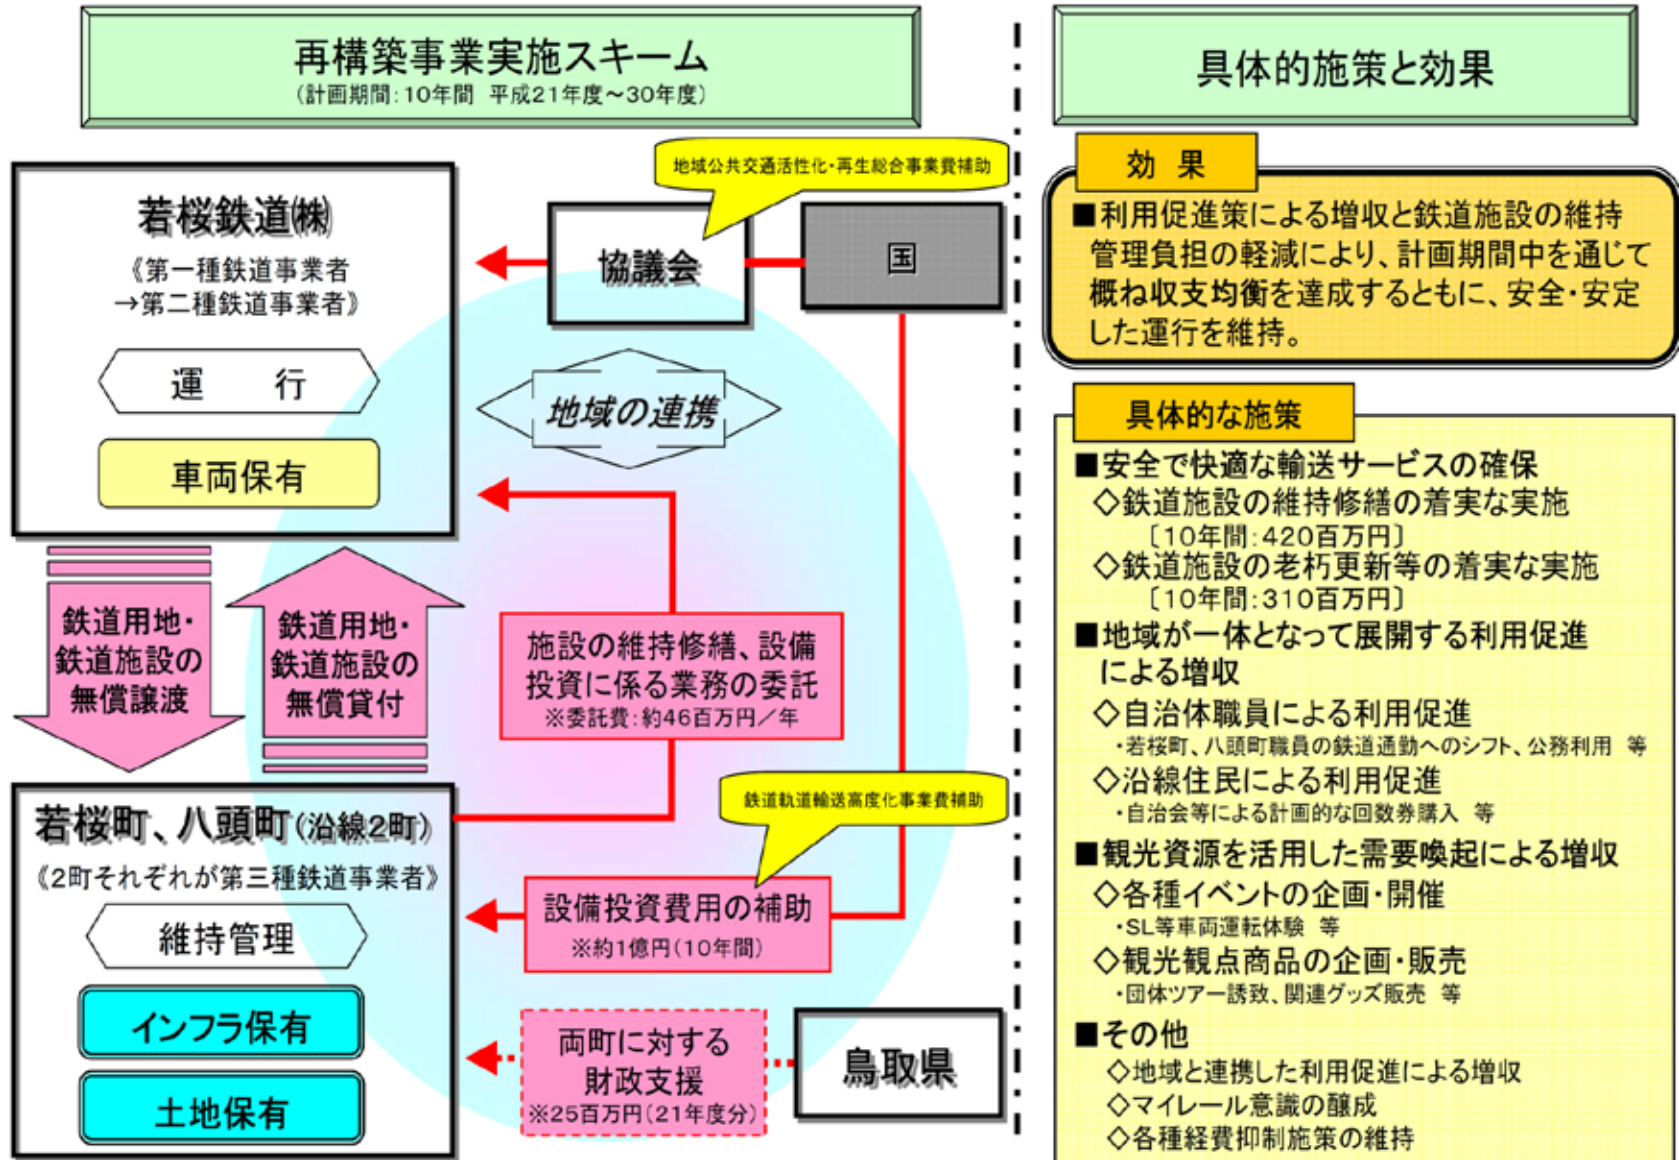 再構築事業実施スキーム
(計画期間:10年間 平成21年度～30年度)
地域公共交通活性化・再生総合事業費補助
若桜鉄道㈱
《第一種鉄道事業者
→第二種鉄道事業者》
運 行
車両保有
協議会
国
地域の連携
鉄道用地・
鉄道施設の
無償譲渡
鉄道用地・
鉄道施設の
無償貸付
施設の維持修繕、設備
投資に係る業務の委託
※委託費:約46百万円／年
若桜町、八頭町(沿線2町)
《2町それぞれが第三種鉄道事業者》
維持管理
インフラ保有
土地保有
鉄道軌道輸送高度化事業費補助
設備投資費用の補助
※約1億円(10年間)
両町に対する
財政支援
※25百万円(21年度分)
鳥取県
具体的施策と効果
効 果
■利用促進策による増収と鉄道施設の維持
管理負担の軽減により、計画期間中を通じて
概ね収支均衡を達成するともに、安全・安定
した運行を維持。
具体的な施策
■安全で快適な輸送サービスの確保
◇鉄道施設の維持修繕の着実な実施
〔10年間:420百万円〕
◇鉄道施設の老朽更新等の着実な実施
〔10年間:310百万円〕
■地域が一体となって展開する利用促進
による増収
◇自治体職員による利用促進
・若桜町、八頭町職員の鉄道通勤へのシフト、公務利用 等
◇沿線住民による利用促進
・自治会等による計画的な回数券購入 等
■観光資源を活用した需要喚起による増収
◇各種イベントの企画・開催
・SL等車両運転体験 等
◇観光観点商品の企画・販売
・団体ツアー誘致、関連グッズ販売 等
■その他
◇地域と連携した利用促進による増収
◇マイレール意識の醸成
◇各種経費抑制施策の維持